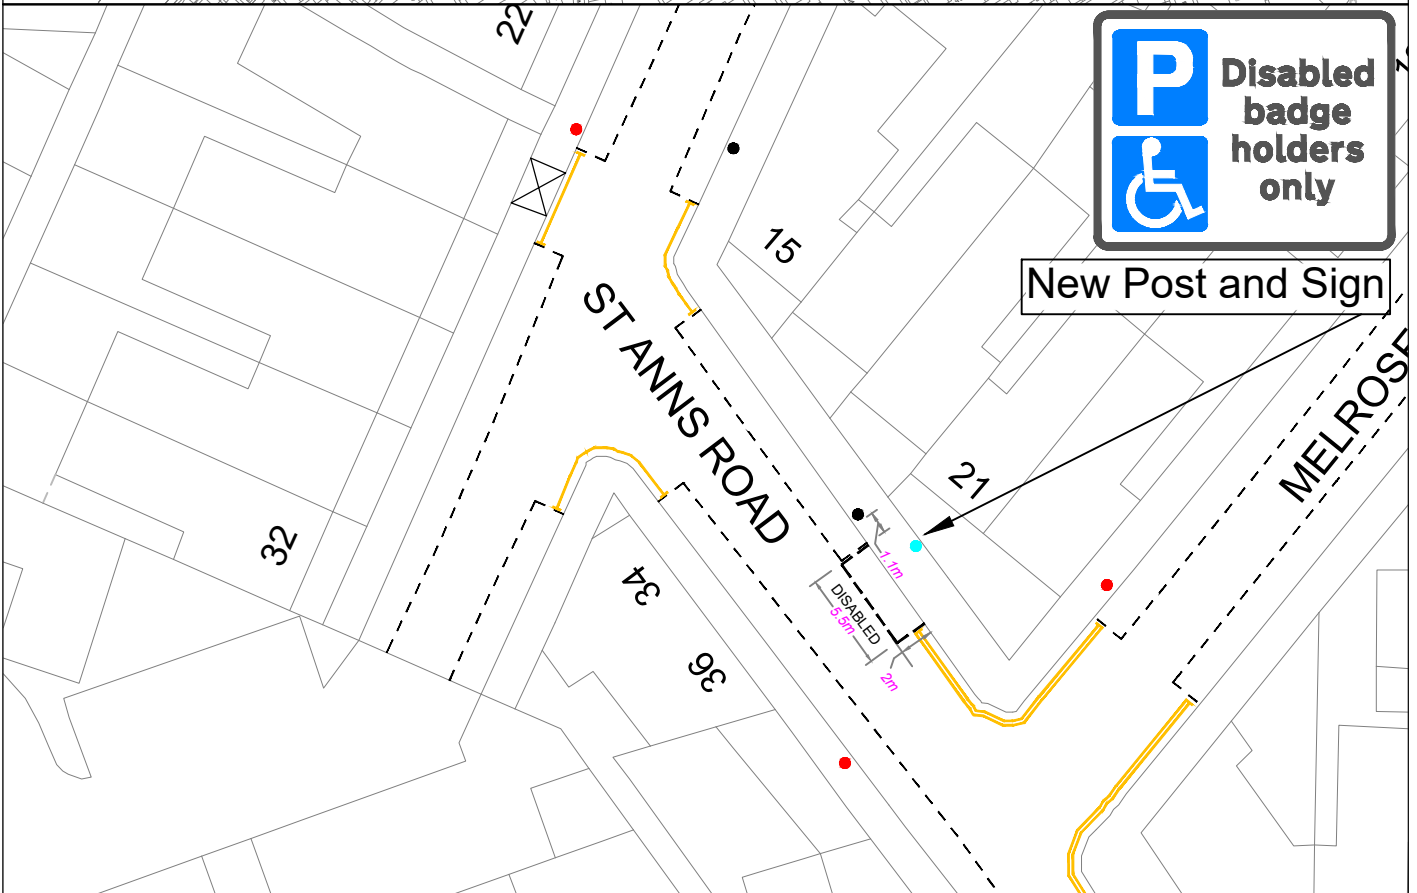 22
P
Disabled
badge
holders
only
15
New Post and Sign
ST ANNS ROAD
MELROSE
21
32
34
36
1.1m
DISABLED
5.5m
2m